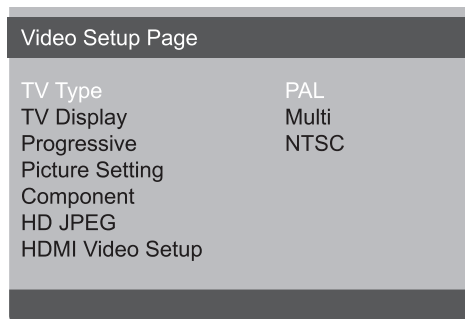 Video Setup Page
TV Type PAL
TV Display Multi
Progressive NTSC
Picture Setting
Component
HD JPEG
HDMI Video Setup